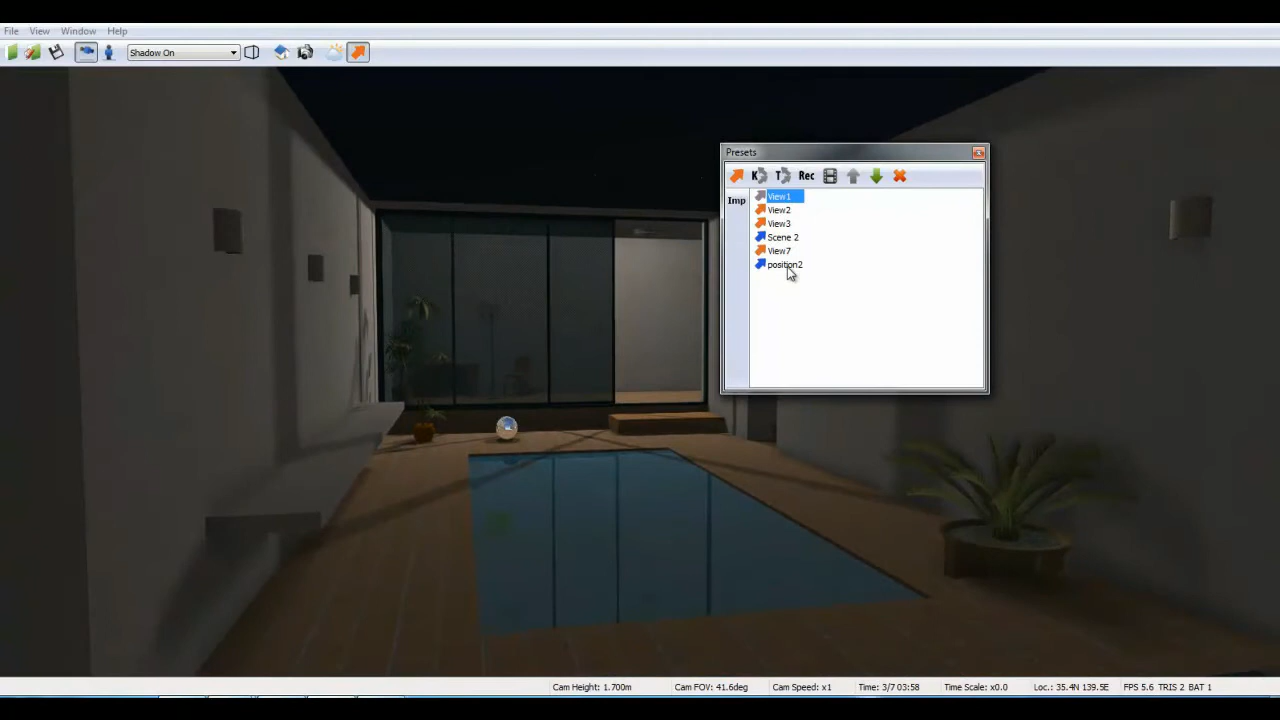 File View Window Help
Shadow On
Presets
K T Rec
Imp
View1
View2
View3
Scene 2
View7
position2
Cam Height: 1.700m Cam FOV: 41.6deg Cam Speed: x1 Time: 3/7 03:58 Time Scale: x0.0 Loc.: 35.4N 139.5E FPS 5.6 TRIS 2 BAT 1